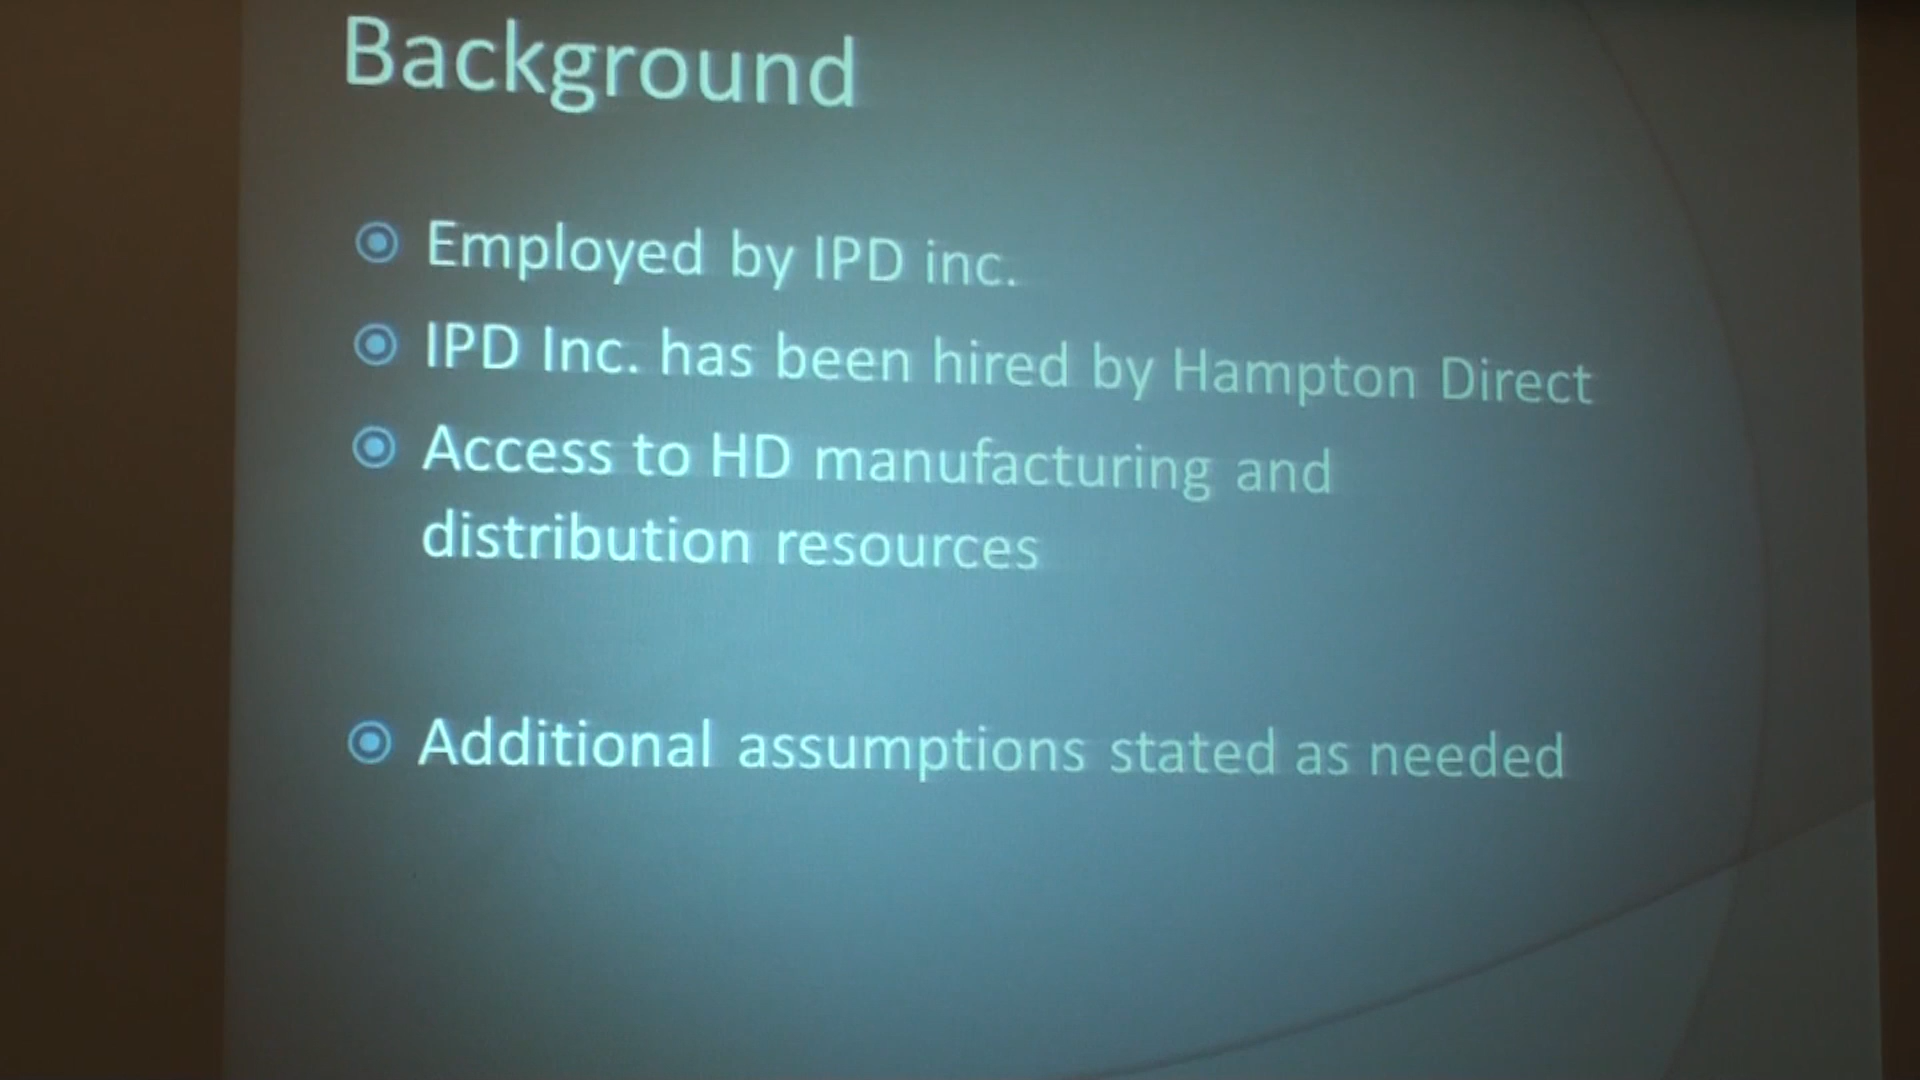 Background
Employed by IPD inc.
IPD Inc. has been hired by Hampton Direct
Access to HD manufacturing and
distribution resources
Additional assumptions stated as needed